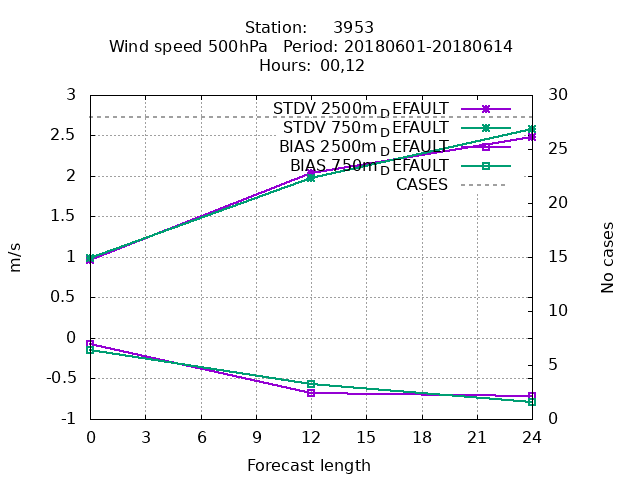 Station: 3953
Wind speed 500hPa Period: 20180601-20180614
Hours: 00,12
3
2.5
2
1.5
1
0.5
0
-0.5
-1
m/s
STDV 2500m_DEFAULT
STDV 750m_DEFAULT
BIAS 2500m_DEFAULT
BIAS 750m_DEFAULT
CASES
30
25
20
15
10
5
0
No cases
0 3 6 9 12 15 18 21 24
Forecast length